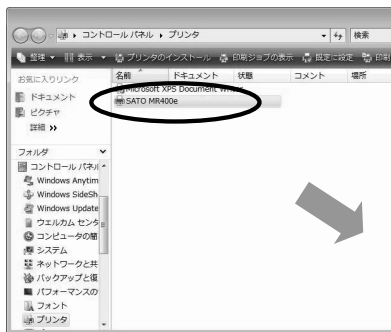 コントロール パネル ▸ プリンタ
検索
整理 表示 プリンタのインストール 印刷ジョブの表示 既定に設定 印刷
お気に入りリンク
ドキュメント
ピクチャ
詳細 »
フォルダ
コントロール パネル
Windows Anytim
Windows SideSh
Windows Update
ウエルカム センタ
コンピュータの簡
システム
ネットワークと共
バックアップと復
パフォーマンスの
フォント
プリンタ
名前 ドキュメント 状態 コメント 場所
Microsoft XPS Document Writer
SATO MR400e